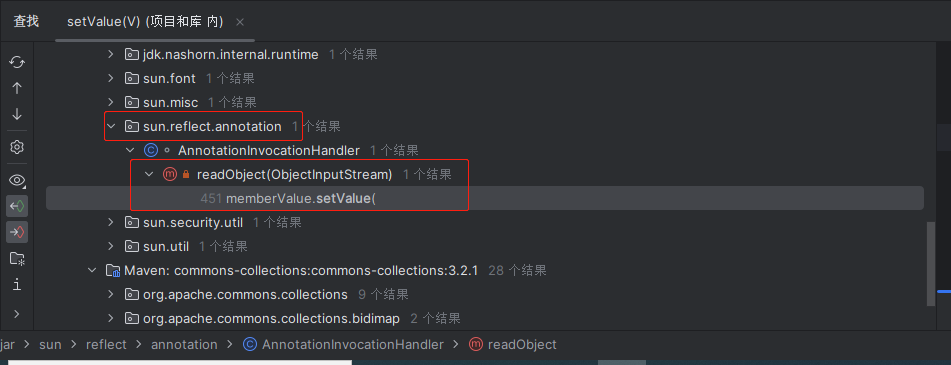 查找 setValue(V) (项目和库 内) ×
jdk.nashorn.internal.runtime 1个结果
sun.font 1个结果
sun.misc 1个结果
sun.reflect.annotation 1个结果
AnnotationInvocationHandler 1个结果
readObject(ObjectInputStream) 1个结果
451 memberValue.setValue(
sun.security.util 1个结果
sun.util 1个结果
Maven: commons-collections:commons-collections:3.2.1 28个结果
org.apache.commons.collections 9个结果
org.apache.commons.collections.bidimap 2个结果
jar > sun > reflect > annotation > AnnotationInvocationHandler > readObject